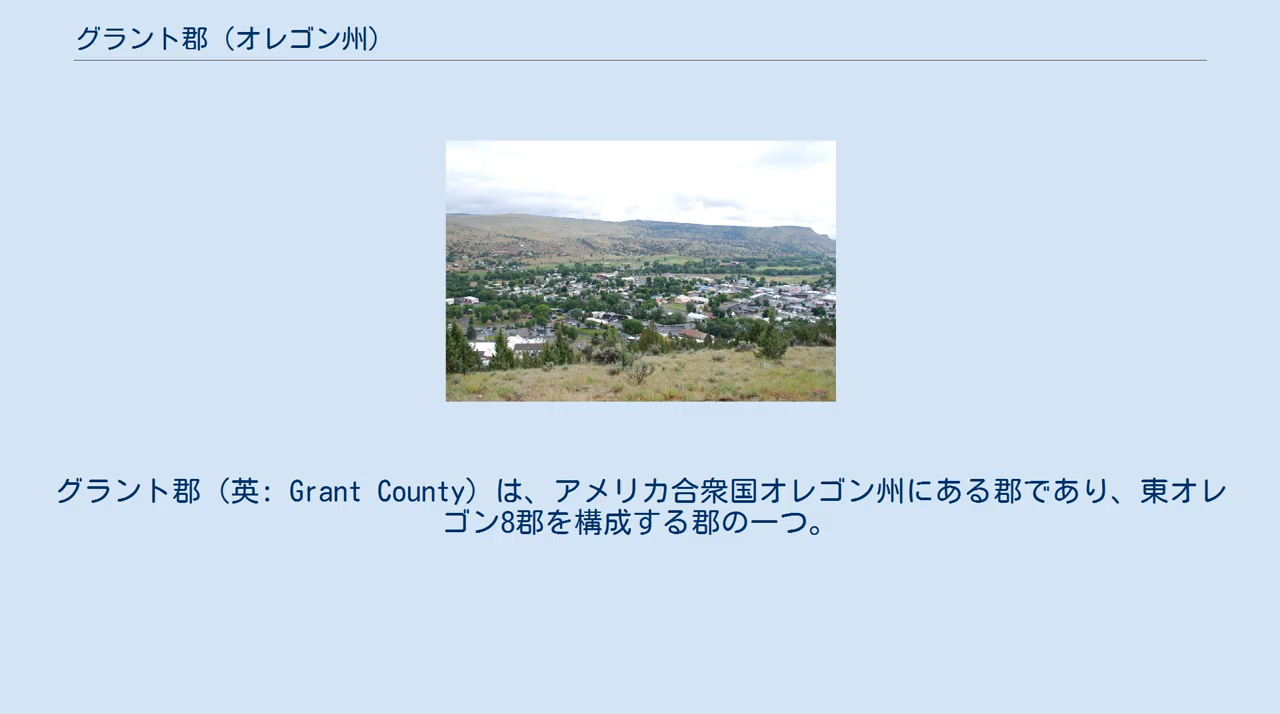 グラント郡（オレゴン州）
グラント郡（英: Grant County）は、アメリカ合衆国オレゴン州にある郡であり、東オレ
ゴン8郡を構成する郡の一つ。